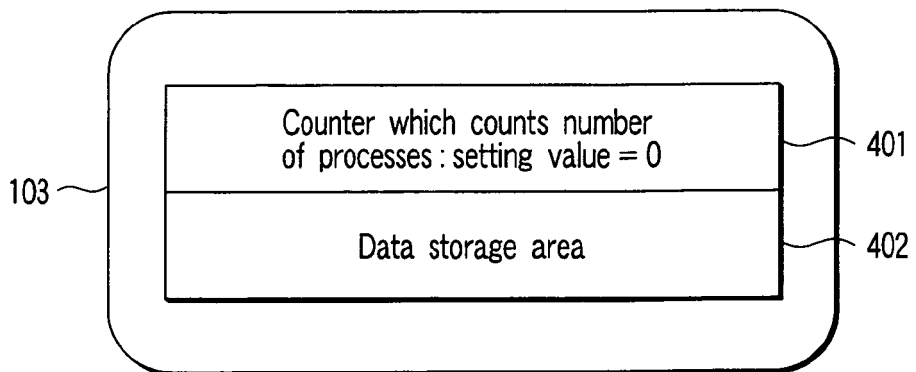 Counter which counts number
of processes : setting value = 0
401
103
Data storage area
402